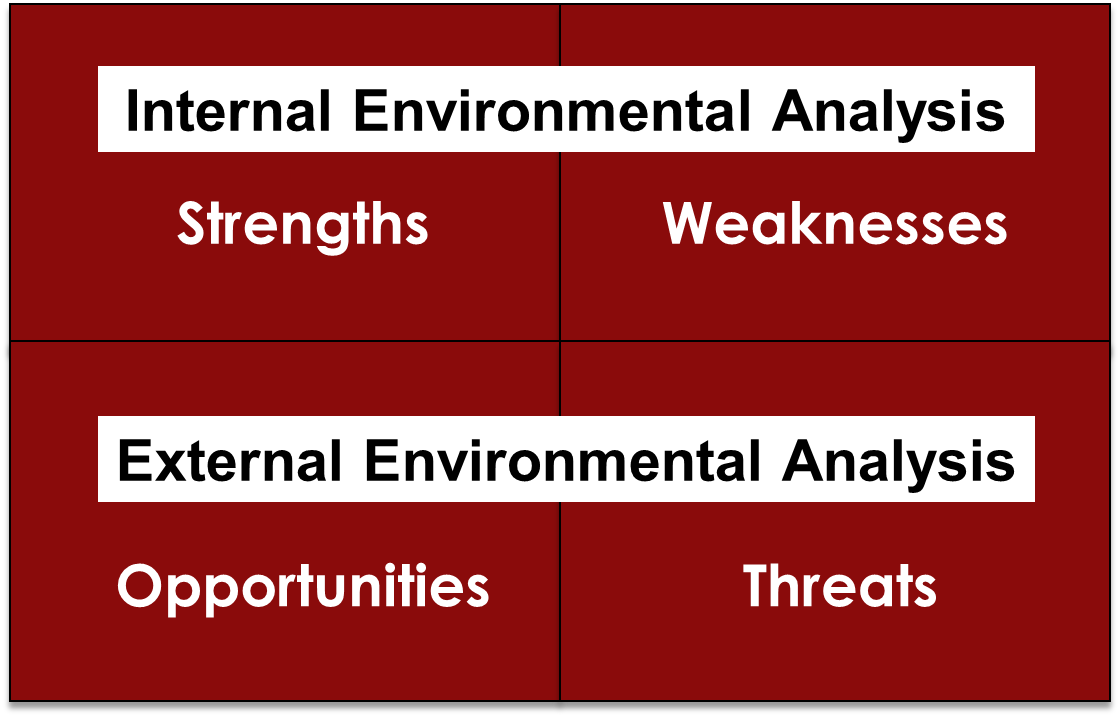 Internal Environmental Analysis
Strengths
Weaknesses
External Environmental Analysis
Opportunities
Threats